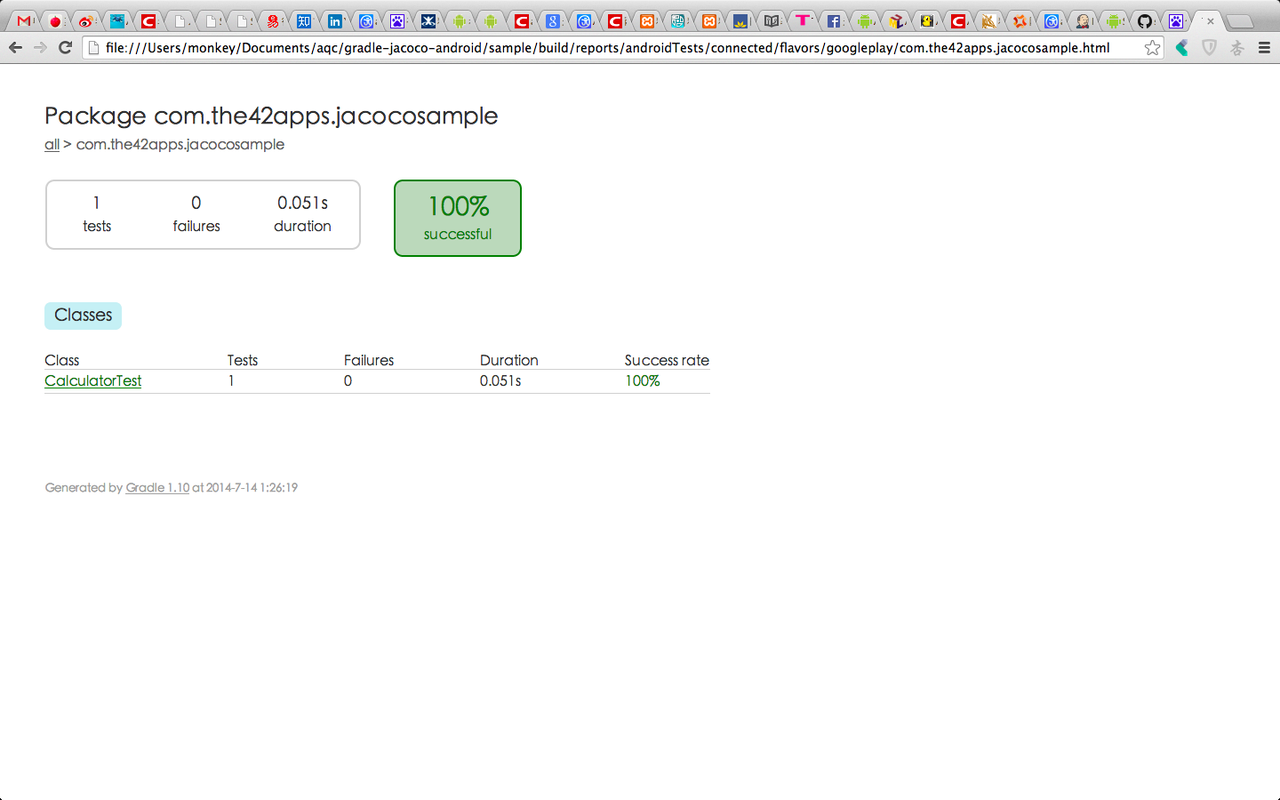 file:///Users/monkey/Documents/aqc/gradle-jacoco-android/sample/build/reports/androidTests/connected/flavors/googleplay/com.the42apps.jacocosample.html
Package com.the42apps.jacocosample
all > com.the42apps.jacocosample
1 0 0.051s 100%
tests failures duration successful
Classes
Class Tests Failures Duration Success rate
CalculatorTest 1 0 0.051s 100%
Generated by Gradle 1.10 at 2014-7-14 1:26:19